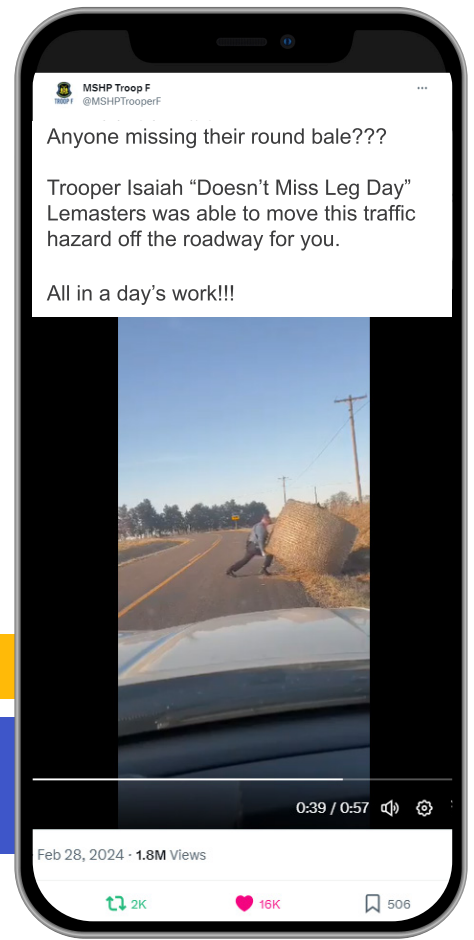 MSHP Troop F
TROOP F
@MSHPTrooperF
Anyone missing their round bale???
Trooper Isaiah “Doesn’t Miss Leg Day”
Lemasters was able to move this traffic
hazard off the roadway for you.
All in a day’s work!!!
0:39 / 0:57
Feb 28, 2024 · 1.8M Views
2K
16K
506